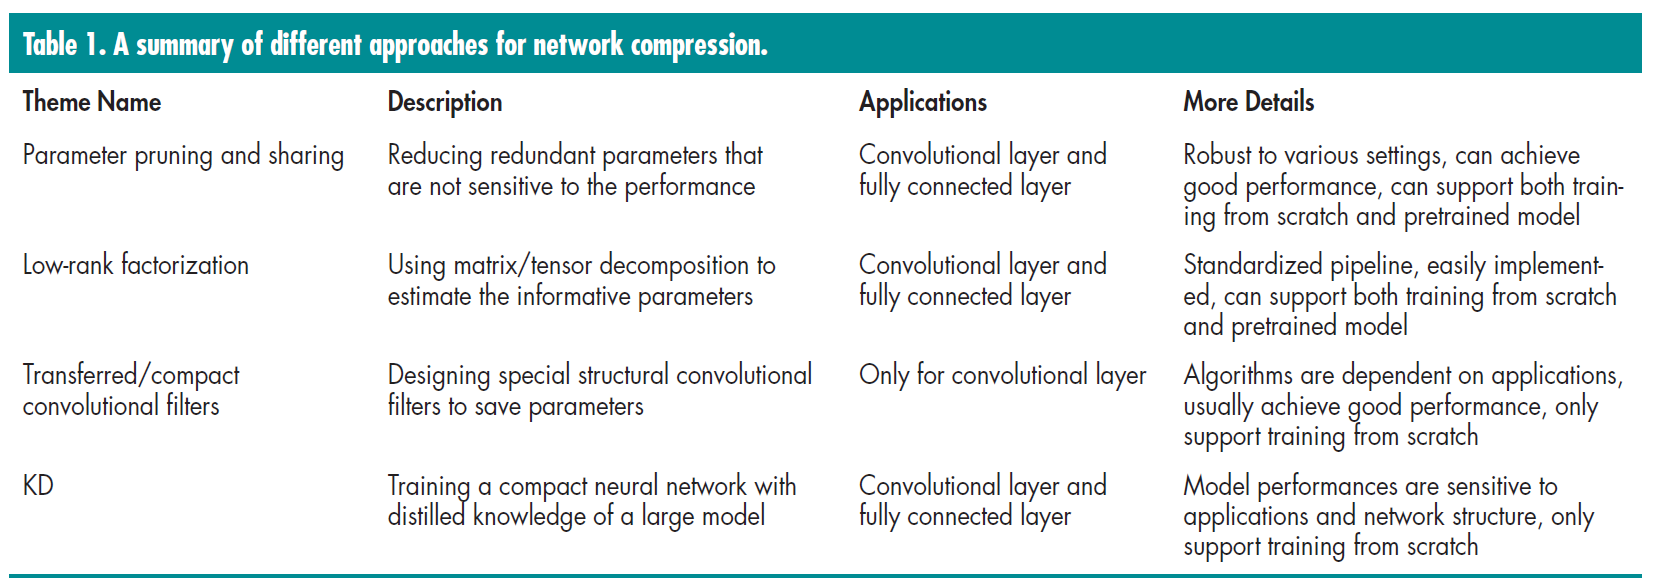 Table 1. A summary of different approaches for network compression.
Theme Name Description Applications More Details
Parameter pruning and sharing Reducing redundant parameters that Convolutional layer and Robust to various settings, can achieve
are not sensitive to the performance fully connected layer good performance, can support both train-
ing from scratch and pretrained model
Low-rank factorization Using matrix/tensor decomposition to Convolutional layer and Standardized pipeline, easily implement-
estimate the informative parameters fully connected layer ed, can support both training from scratch
and pretrained model
Transferred/compact Designing special structural convolutional Only for convolutional layer Algorithms are dependent on applications,
convolutional filters filters to save parameters usually achieve good performance, only
support training from scratch
KD Training a compact neural network with Convolutional layer and Model performances are sensitive to
distilled knowledge of a large model fully connected layer applications and network structure, only
support training from scratch